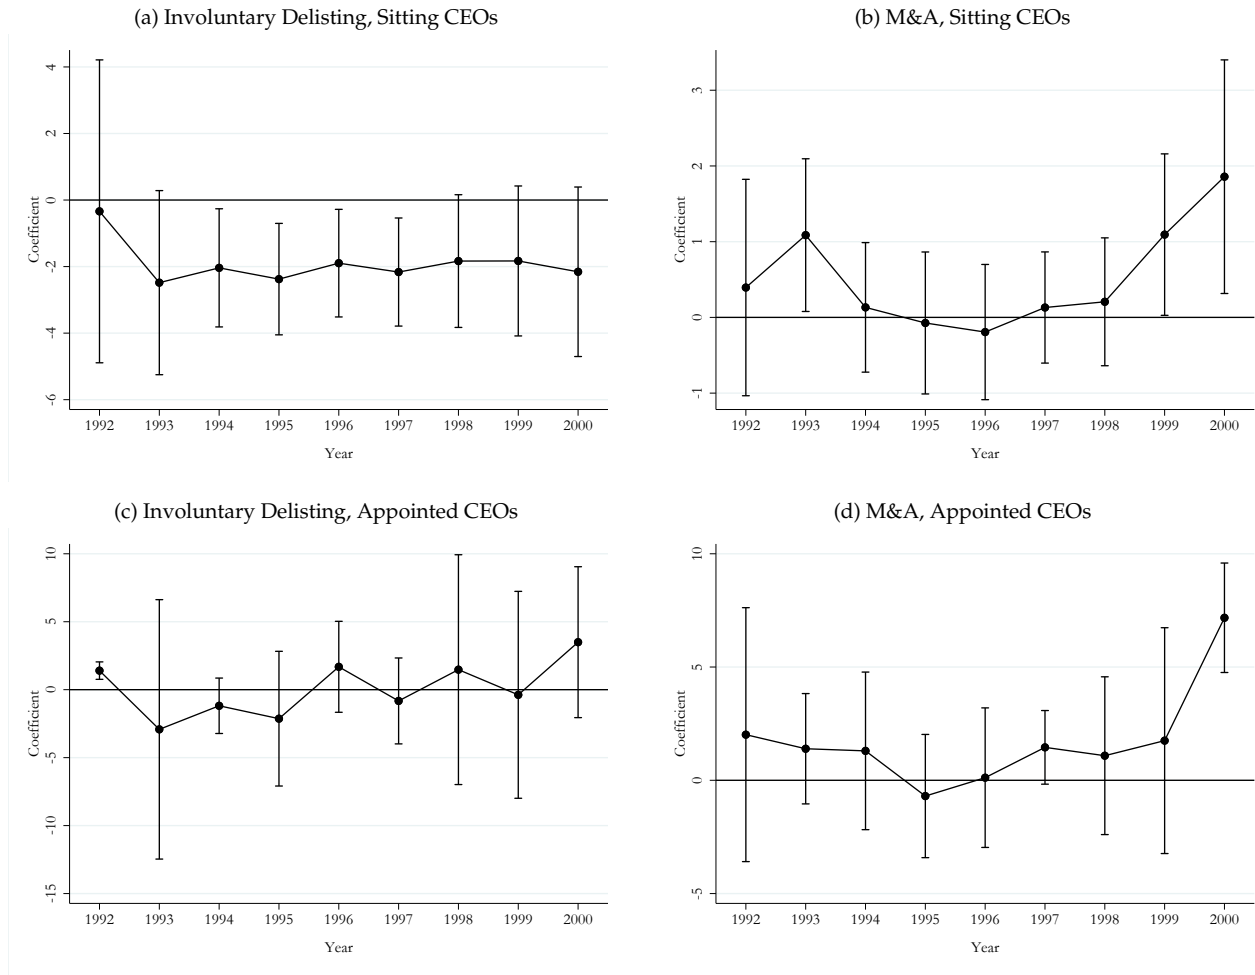 (a) Involuntary Delisting, Sitting CEOs
4
2
0
-2
-4
-6
Coefficient
1992 1993 1994 1995 1996 1997 1998 1999 2000
Year
(b) M&A, Sitting CEOs
3
2
1
0
-1
Coefficient
1992 1993 1994 1995 1996 1997 1998 1999 2000
Year
(c) Involuntary Delisting, Appointed CEOs
10
5
0
-5
-10
-15
Coefficient
1992 1993 1994 1995 1996 1997 1998 1999 2000
Year
(d) M&A, Appointed CEOs
10
5
0
-5
Coefficient
1992 1993 1994 1995 1996 1997 1998 1999 2000
Year